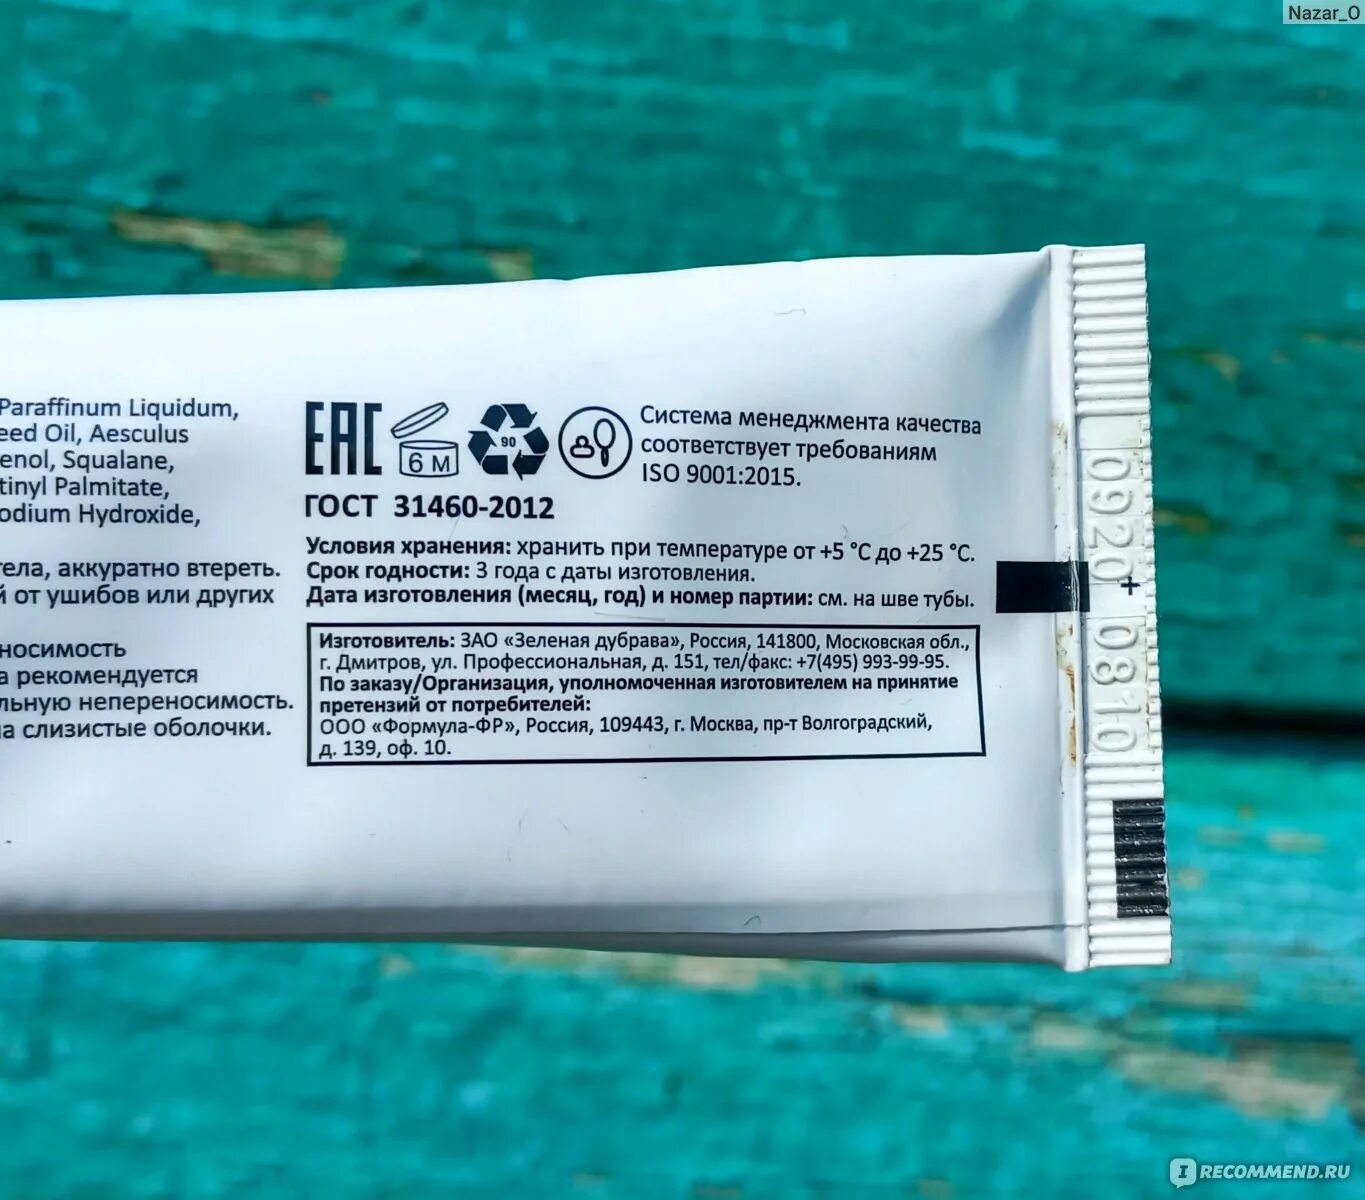 Nazar_O
Paraffinum Liquidum,
eed Oil, Aesculus
enol, Squalane,
tinyl Palmitate,
odium Hydroxide,
тела, аккуратно втереть.
й от ушибов или других
носимость
а рекомендуется
льную непереносимость.
а слизистые оболочки.
EAC
6 M
90
Система менеджмента качества
соответствует требованиям
ISO 9001:2015.
ГОСТ 31460-2012
Условия хранения: хранить при температуре от +5 °C до +25 °C.
Срок годности: 3 года с даты изготовления.
Дата изготовления (месяц, год) и номер партии: см. на шве тубы.
Изготовитель: ЗАО «Зеленая дубрава», Россия, 141800, Московская обл.,
г. Дмитров, ул. Профессиональная, д. 151, тел/факс: +7(495) 993-99-95.
По заказу/Организация, уполномоченная изготовителем на принятие
претензий от потребителей:
ООО «Формула-ФР», Россия, 109443, г. Москва, пр-т Волгоградский,
д. 139, оф. 10.
0920 + 0810
IRECOMMEND.RU